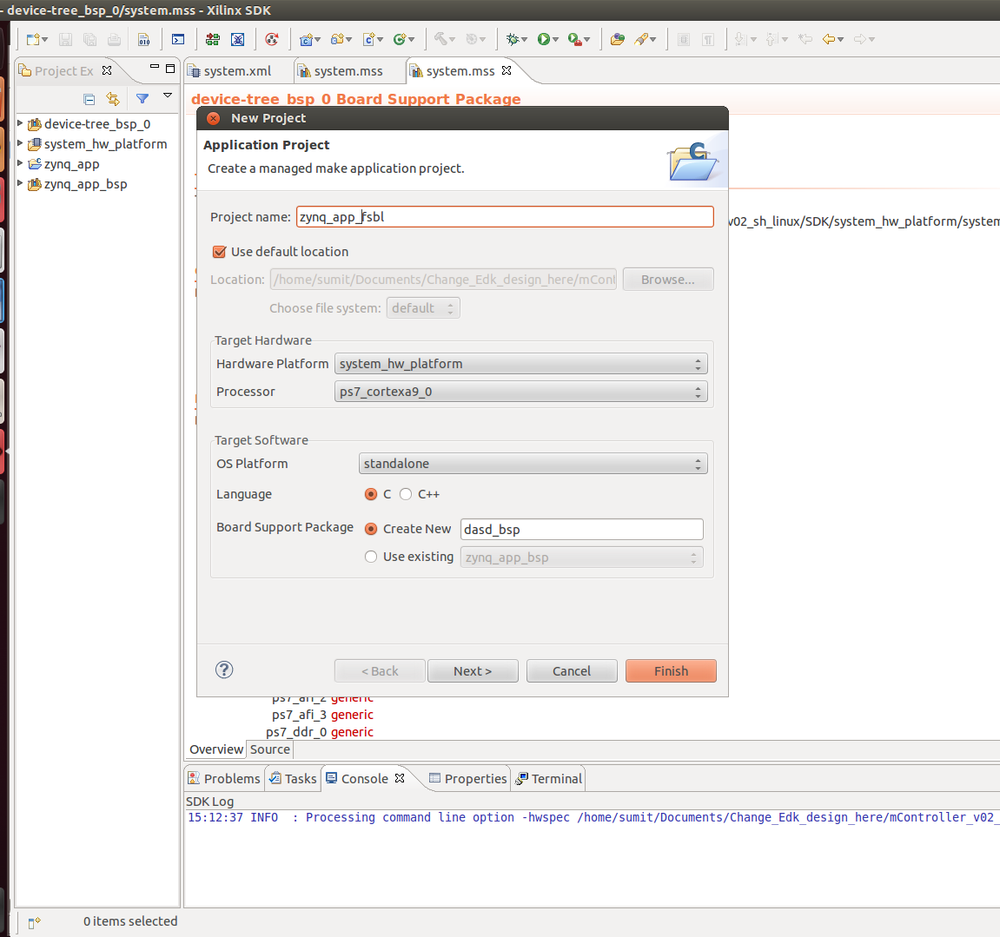 - device-tree_bsp_0/system.mss - Xilinx SDK
Project Ex
system.xml
system.mss
system.mss
device-tree_bsp_0 Board Support Package
device-tree_bsp_0
system_hw_platform
zynq_app
zynq_app_bsp
New Project
Application Project
Create a managed make application project.
Project name: zynq_app_fsbl
v02_sh_linux/SDK/system_hw_platform/system
Use default location
Location: /home/sumit/Documents/Change_Edk_design_here/mCont
Browse...
Choose file system: default
Target Hardware
Hardware Platform system_hw_platform
Processor ps7_cortexa9_0
Target Software
OS Platform standalone
Language C C++
Board Support Package Create New dasd_bsp
Use existing zynq_app_bsp
< Back Next > Cancel Finish
ps7_afi_2 generic
ps7_afi_3 generic
ps7_ddr_0 generic
Overview Source
Problems Tasks Console Properties Terminal
SDK Log
15:12:37 INFO : Processing command line option -hwspec /home/sumit/Documents/Change_Edk_design_here/mController_v02_
0 items selected